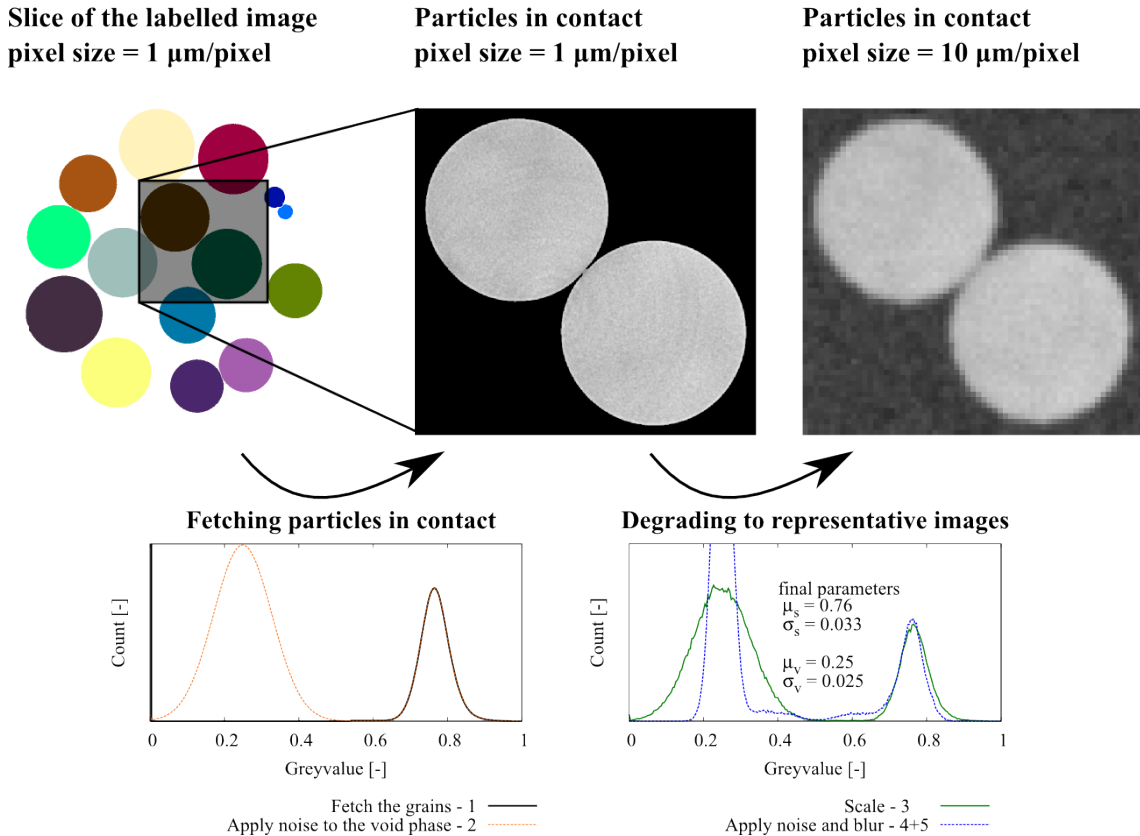 Slice of the labelled image
pixel size = 1 µm/pixel
Particles in contact
pixel size = 1 µm/pixel
Particles in contact
pixel size = 10 µm/pixel
Fetching particles in contact
Count [-]
0 0.2 0.4 0.6 0.8 1
Greyvalue [-]
Fetch the grains - 1
Apply noise to the void phase - 2
Degrading to representative images
Count [-]
final parameters
μs = 0.76
σs = 0.033
μv = 0.25
σv = 0.025
0 0.2 0.4 0.6 0.8 1
Greyvalue [-]
Scale - 3
Apply noise and blur - 4+5